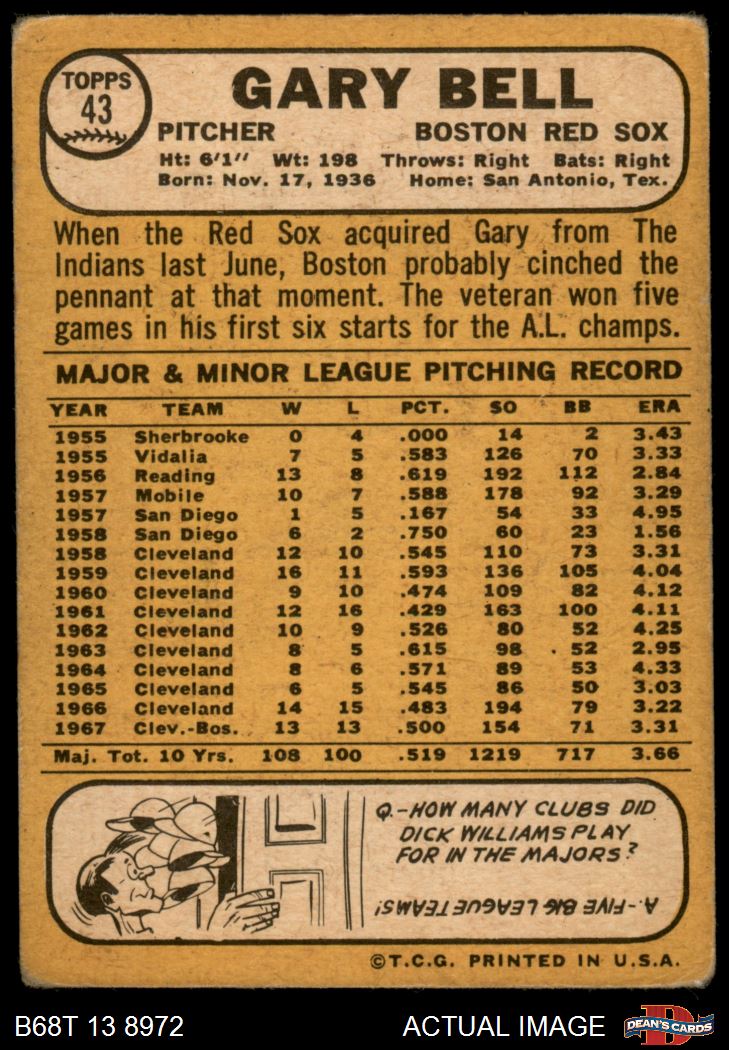 TOPPS
43
GARY BELL
PITCHER BOSTON RED SOX
Ht: 6'1" Wt: 198 Throws: Right Bats: Right
Born: Nov. 17, 1936 Home: San Antonio, Tex.
When the Red Sox acquired Gary from The
Indians last June, Boston probably cinched the
pennant at that moment. The veteran won five
games in his first six starts for the A.L. champs.
MAJOR & MINOR LEAGUE PITCHING RECORD
YEAR TEAM W L PCT. SO BB ERA
1955 Sherbrooke 0 4 .000 14 2 3.43
1955 Vidalia 7 5 .583 126 70 3.33
1956 Reading 13 8 .619 192 112 2.84
1957 Mobile 10 7 .588 178 92 3.29
1957 San Diego 1 5 .167 54 33 4.95
1958 San Diego 6 2 .750 60 23 1.56
1958 Cleveland 12 10 .545 110 73 3.31
1959 Cleveland 16 11 .593 136 105 4.04
1960 Cleveland 9 10 .474 109 82 4.12
1961 Cleveland 12 16 .429 163 100 4.11
1962 Cleveland 10 9 .526 80 52 4.25
1963 Cleveland 8 5 .615 98 52 2.95
1964 Cleveland 8 6 .571 89 53 4.33
1965 Cleveland 6 5 .545 86 50 3.03
1966 Cleveland 14 15 .483 194 79 3.22
1967 Clev.-Bos. 13 13 .500 154 71 3.31
Maj. Tot. 10 Yrs. 108 100 .519 1219 717 3.66
Q.-HOW MANY CLUBS DID
DICK WILLIAMS PLAY
FOR IN THE MAJORS?
A.-FIVE BIG LEAGUE TEAMS!
©T.C.G. PRINTED IN U.S.A.
B68T 13 8972 ACTUAL IMAGE
D
DEAN'S CARDS